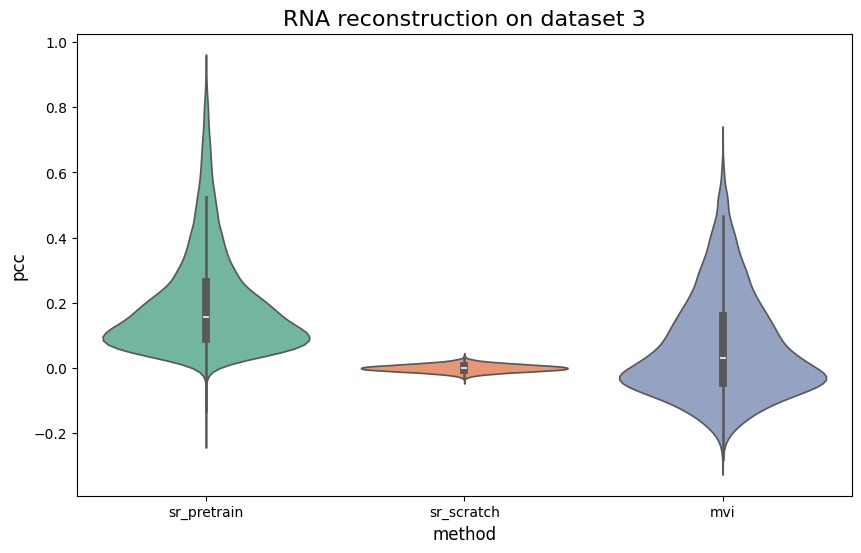 RNA reconstruction on dataset 3
1.0
0.8
0.6
0.4
0.2
0.0
−0.2
pcc
sr_pretrain
sr_scratch
mvi
method